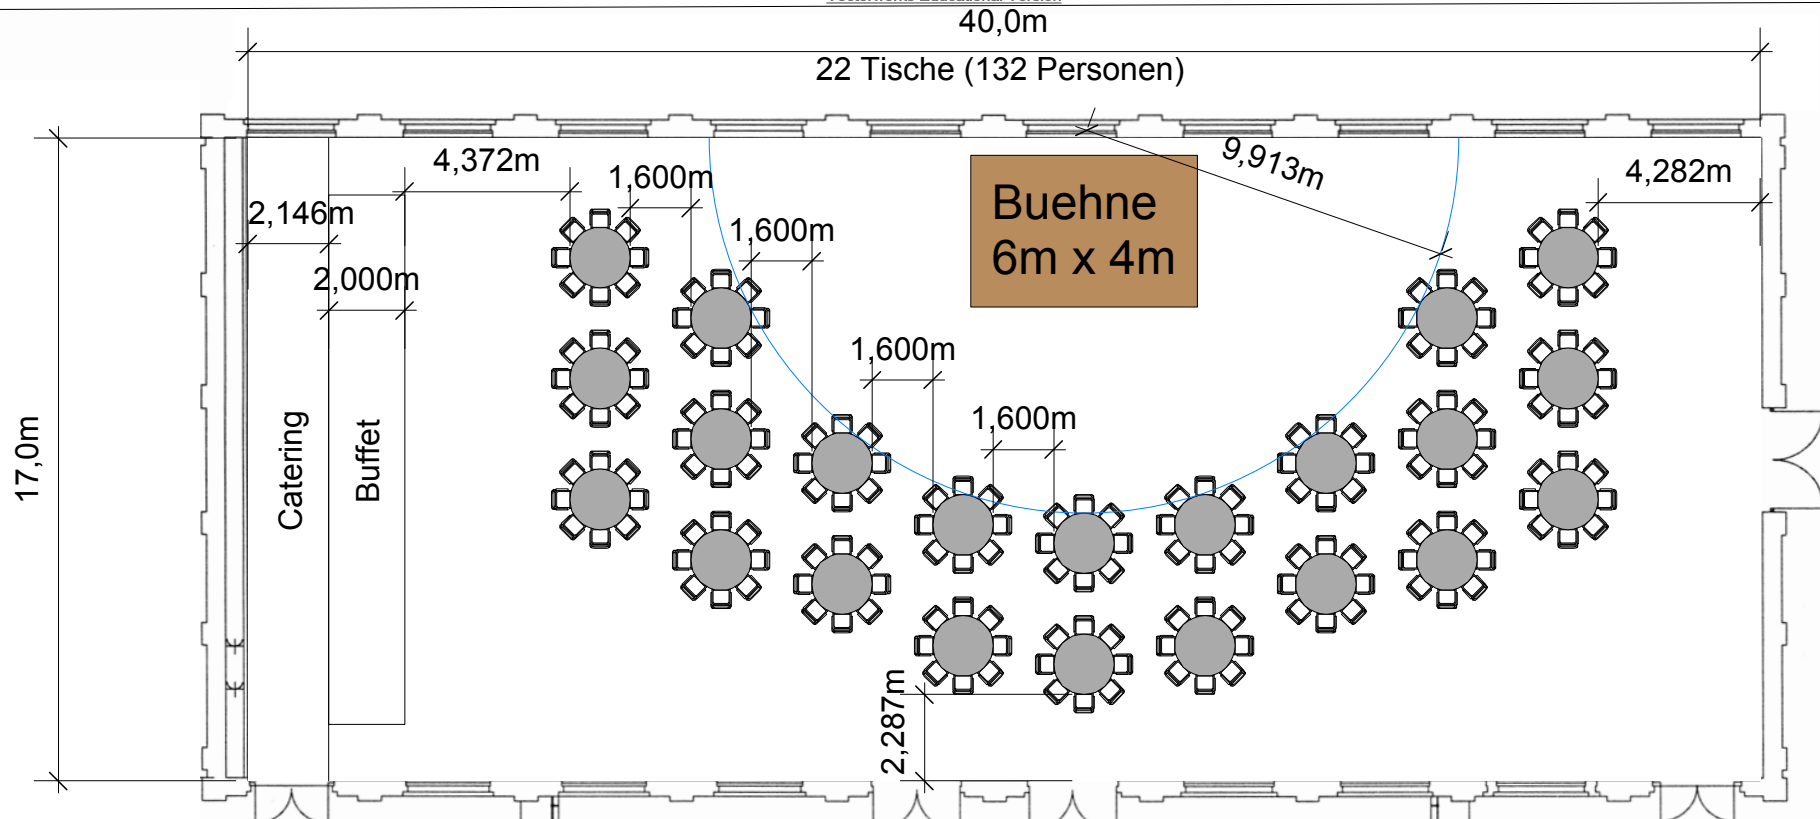 40,0m
22 Tische (132 Personen)
4,372m
1,600m
9,913m
4,282m
2,146m
1,600m
Buehne
6m x 4m
2,000m
1,600m
1,600m
17,0m
Catering
Buffet
2,287m